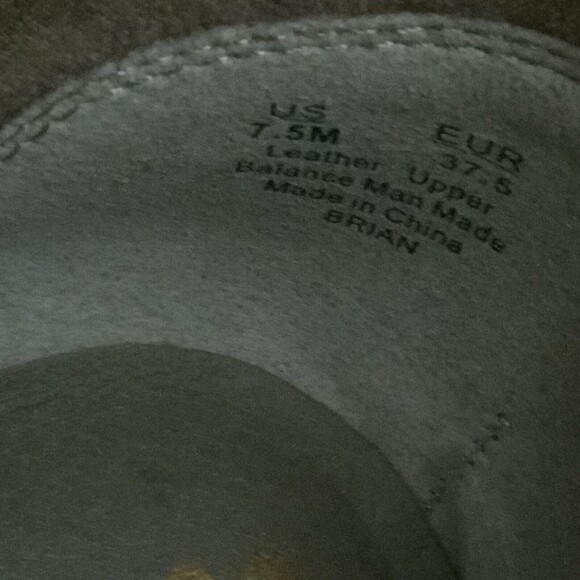 US EUR
7.5M 37.5
Leather Upper
Balance Man Made
Made in China
BRIAN